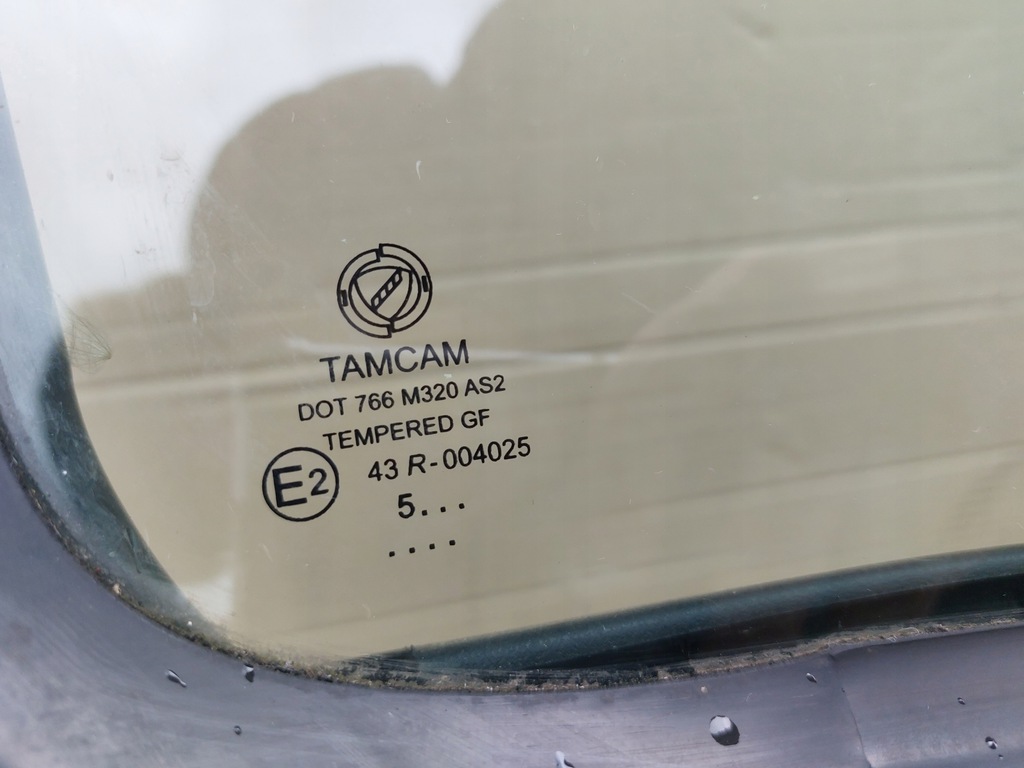 TAMCAM
DOT 766 M320 AS2
TEMPERED GF
E2 43 R-004025
5...
....